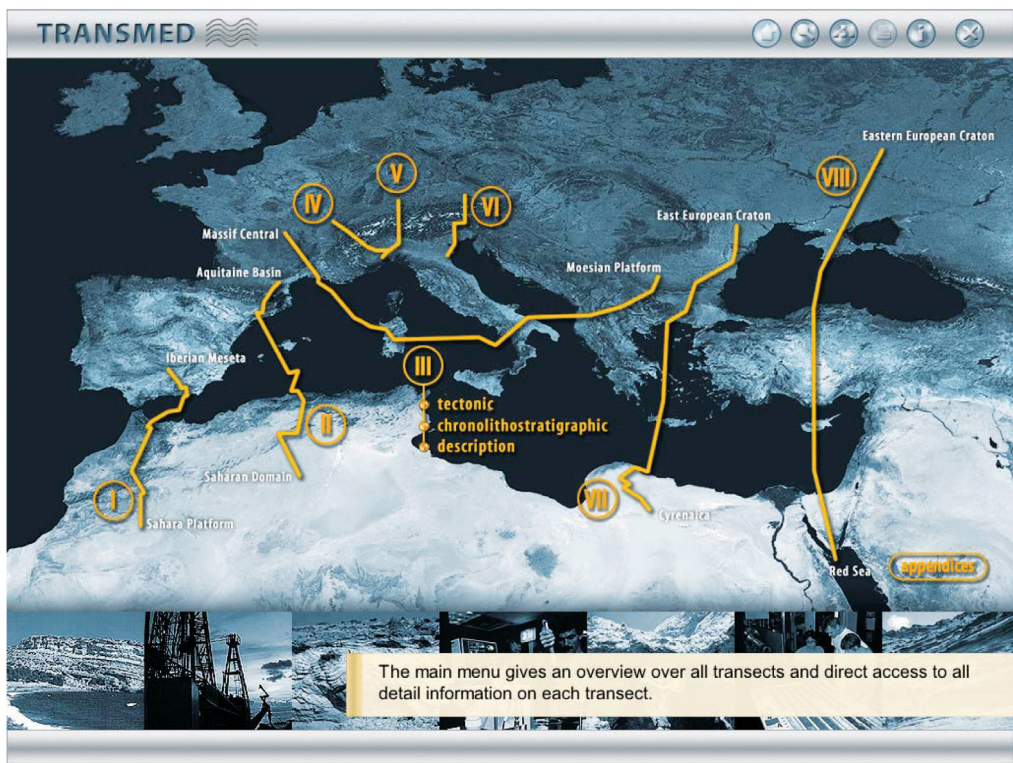 TRANSMED
Eastern European Craton
VIII
V
IV
VI
East European Craton
Massif Central
Moesian Platform
Aquitaine Basin
Iberian Meseta
III
tectonic
chronolithostratigraphic
description
II
Saharan Domain
I
VII
Sahara Platform
Cyrenaica
Red Sea
appendices
The main menu gives an overview over all transects and direct access to all
detail information on each transect.